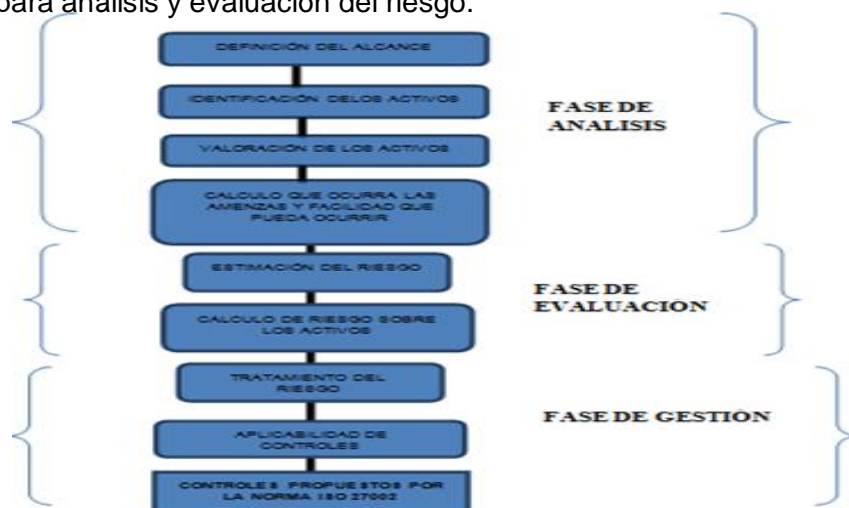 para análisis y evaluación del riesgo.
DEFINICIÓN DEL ALCANCE
IDENTIFICACIÓN DELOS ACTIVOS
VALORACIÓN DE LOS ACTIVOS
CALCULO QUE OCURRA LAS
AMENZAS Y FACILIDAD QUE
PUEDA OCURRIR
FASE DE
ANALISIS
ESTIMACIÓN DEL RIESGO
CALCULO DE RIESGO SOBRE
LOS ACTIVOS
FASE DE
EVALUACIÓN
TRATAMIENTO DEL
RIESGO
APLICABILIDAD DE
CONTROLES
CONTROLES PROPUESTOS POR
LA NORMA ISO 27002
FASE DE GESTIÓN